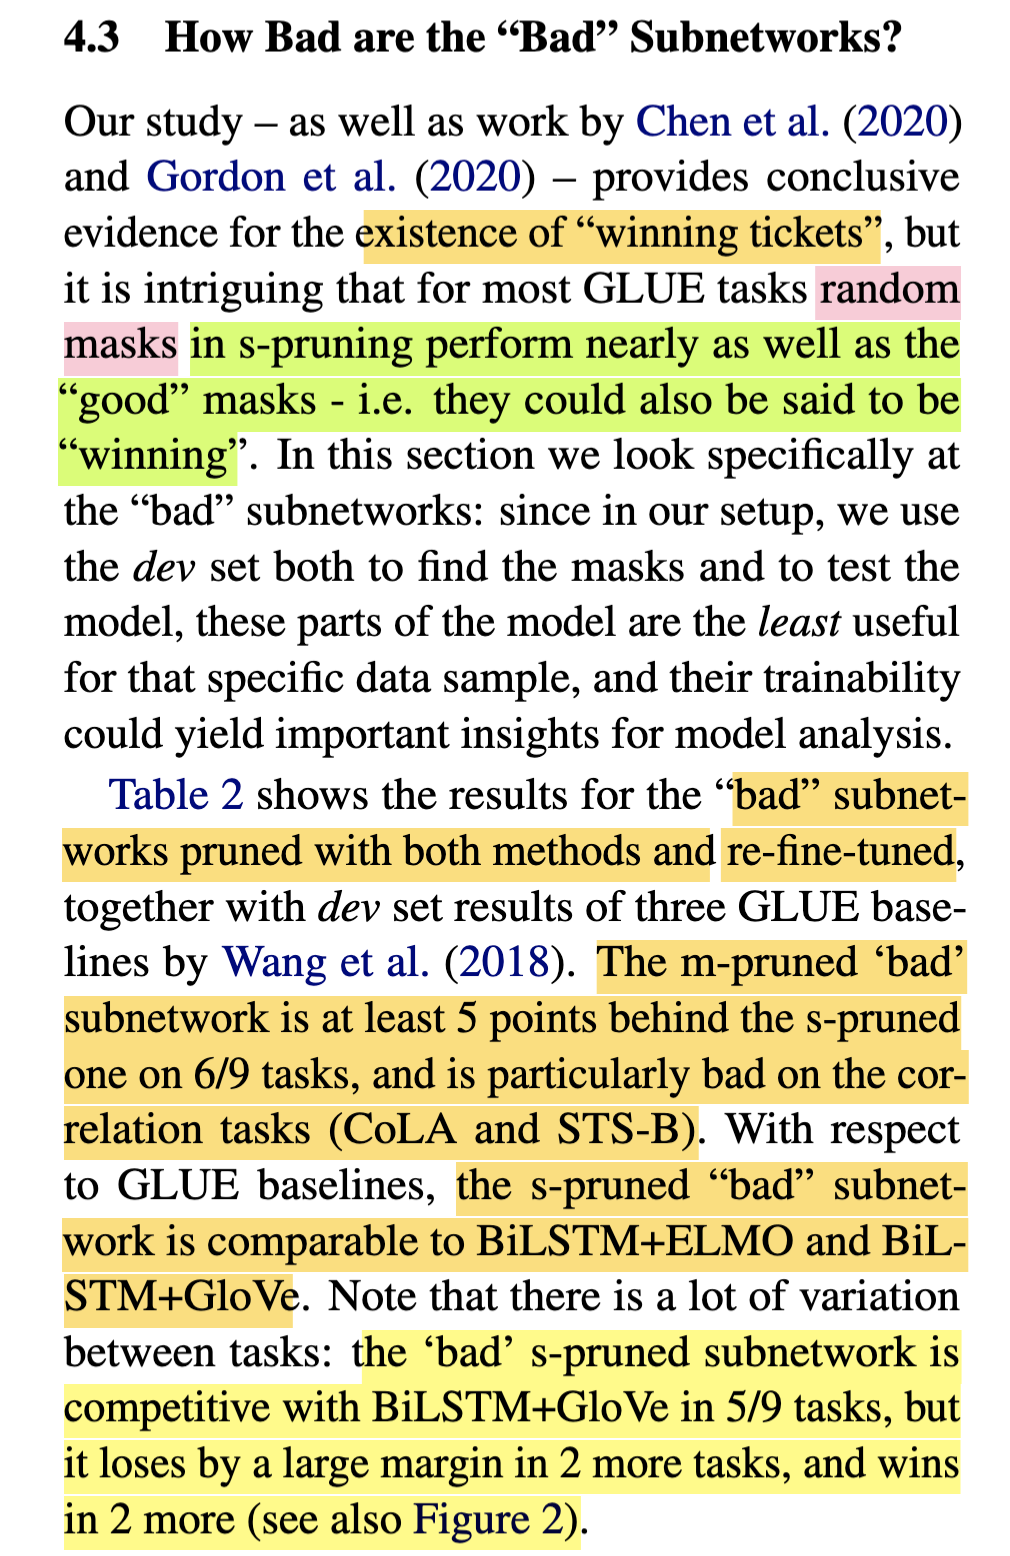 4.3 How Bad are the “Bad” Subnetworks?
Our study – as well as work by Chen et al. (2020)
and Gordon et al. (2020) – provides conclusive
evidence for the existence of “winning tickets”, but
it is intriguing that for most GLUE tasks random
masks in s-pruning perform nearly as well as the
“good” masks - i.e. they could also be said to be
“winning”. In this section we look specifically at
the “bad” subnetworks: since in our setup, we use
the dev set both to find the masks and to test the
model, these parts of the model are the least useful
for that specific data sample, and their trainability
could yield important insights for model analysis.
Table 2 shows the results for the “bad” subnet-
works pruned with both methods and re-fine-tuned,
together with dev set results of three GLUE base-
lines by Wang et al. (2018). The m-pruned ‘bad’
subnetwork is at least 5 points behind the s-pruned
one on 6/9 tasks, and is particularly bad on the cor-
relation tasks (CoLA and STS-B). With respect
to GLUE baselines, the s-pruned “bad” subnet-
work is comparable to BiLSTM+ELMO and BiL-
STM+GloVe. Note that there is a lot of variation
between tasks: the ‘bad’ s-pruned subnetwork is
competitive with BiLSTM+GloVe in 5/9 tasks, but
it loses by a large margin in 2 more tasks, and wins
in 2 more (see also Figure 2).